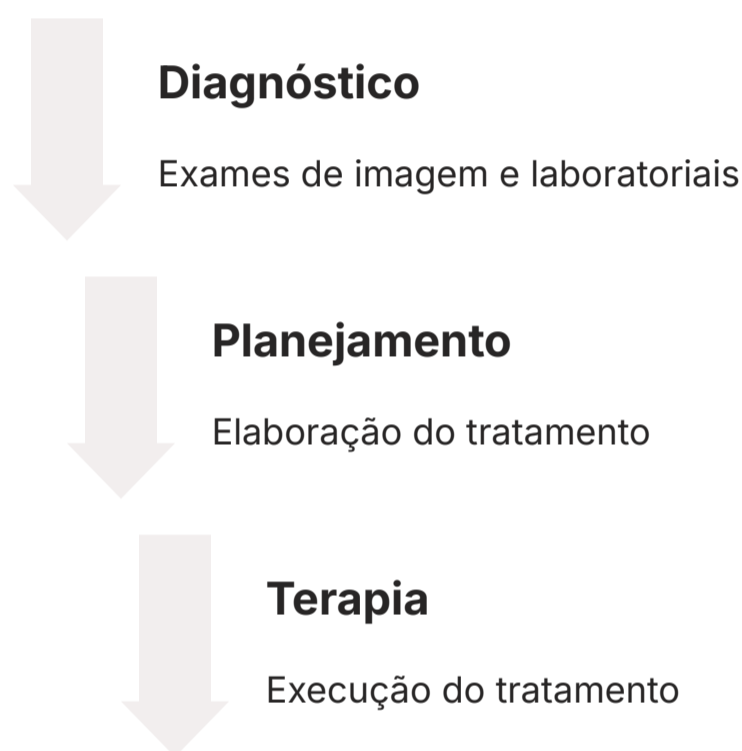 Diagnóstico
Exames de imagem e laboratoriais
Planejamento
Elaboração do tratamento
Terapia
Execução do tratamento